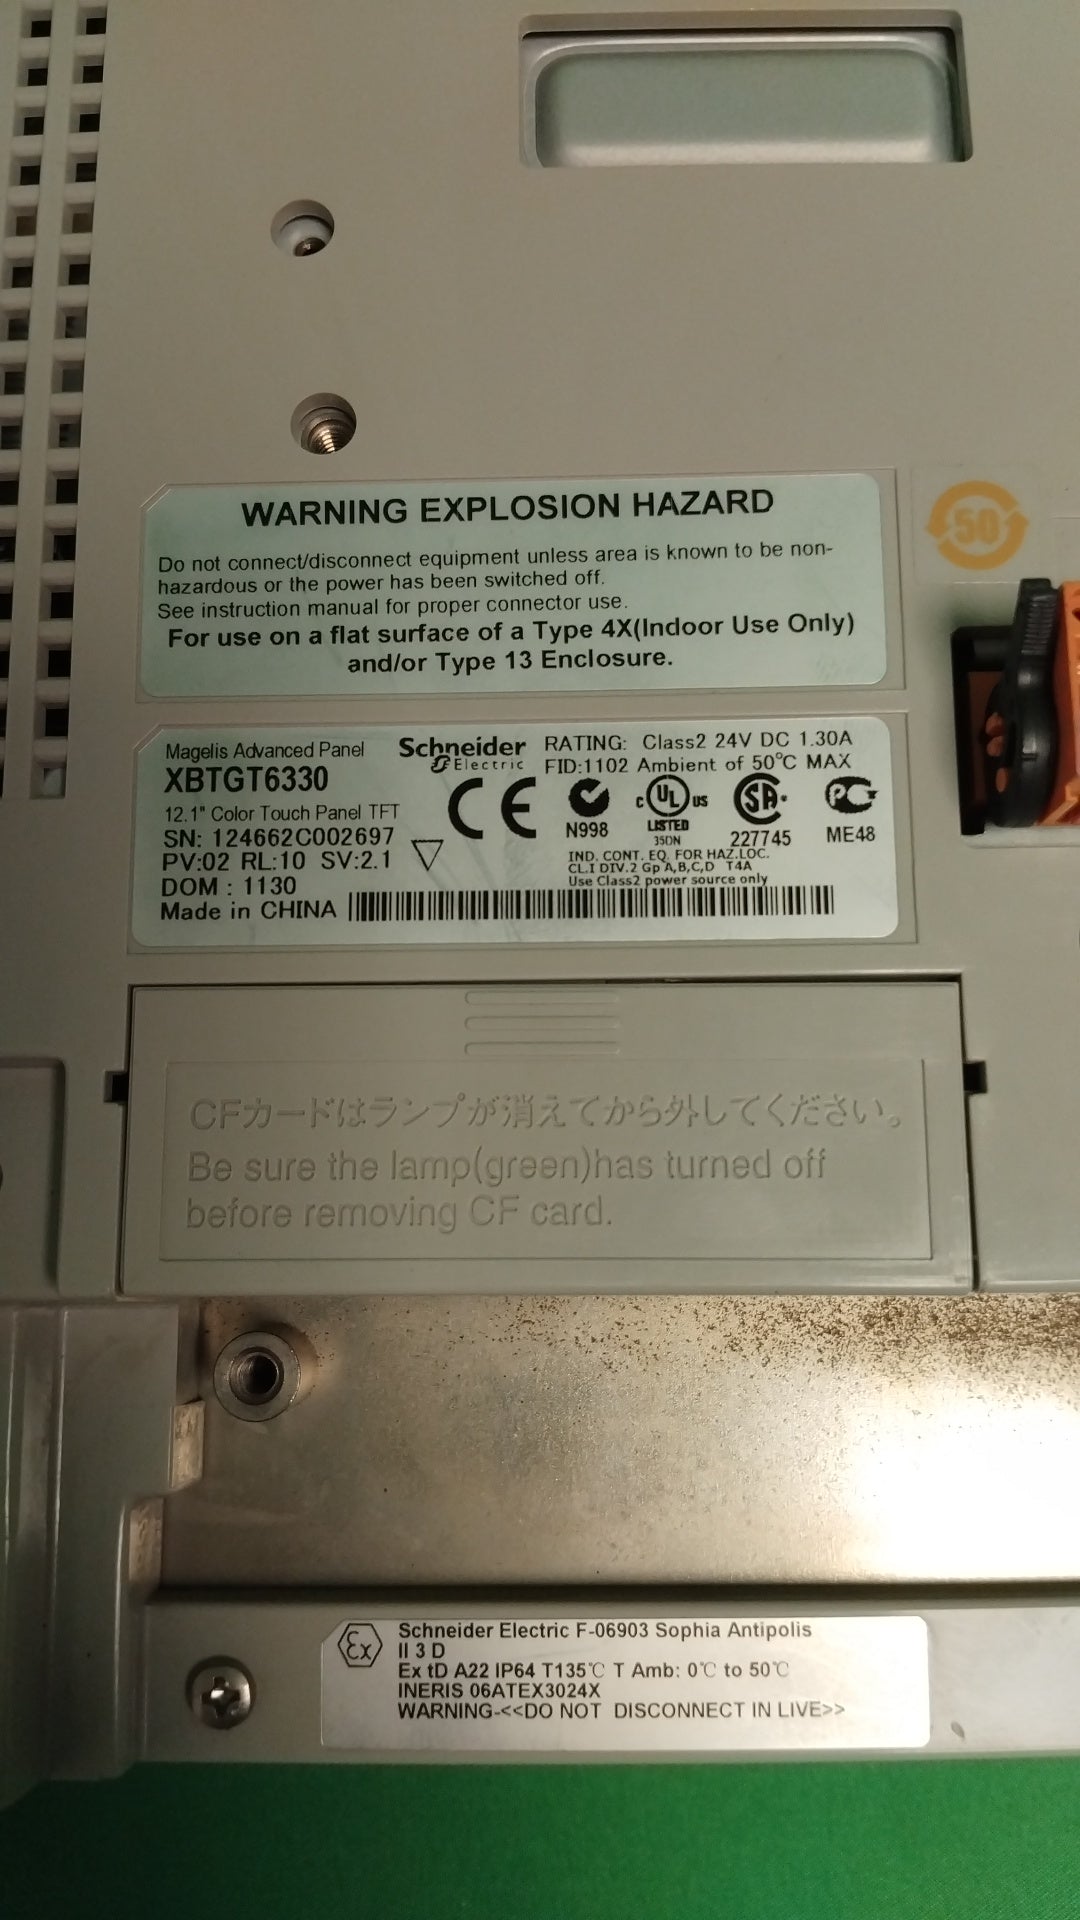 WARNING EXPLOSION HAZARD
Do not connect/disconnect equipment unless area is known to be non-
hazardous or the power has been switched off.
See instruction manual for proper connector use.
For use on a flat surface of a Type 4X(Indoor Use Only)
and/or Type 13 Enclosure.
50
Magelis Advanced Panel
XBTGT6330
12.1" Color Touch Panel TFT
SN: 124662C002697
PV:02 RL:10 SV:2.1
DOM : 1130
Made in CHINA
Schneider
Electric
RATING: Class2 24V DC 1.30A
FID:1102 Ambient of 50°C MAX
CE
N998
C UL US
LISTED
35DN
SA
227745
PC
ME48
IND. CONT. EQ. FOR HAZ.LOC.
CL.I DIV.2 Gp A,B,C,D T4A
Use Class2 power source only
CFカードはランプが消えてから外してください。
Be sure the lamp(green)has turned off
before removing CF card.
Ex
Schneider Electric F-06903 Sophia Antipolis
II 3 D
Ex tD A22 IP64 T135℃ T Amb: 0℃ to 50℃
INERIS 06ATEX3024X
WARNING-<<DO NOT DISCONNECT IN LIVE>>